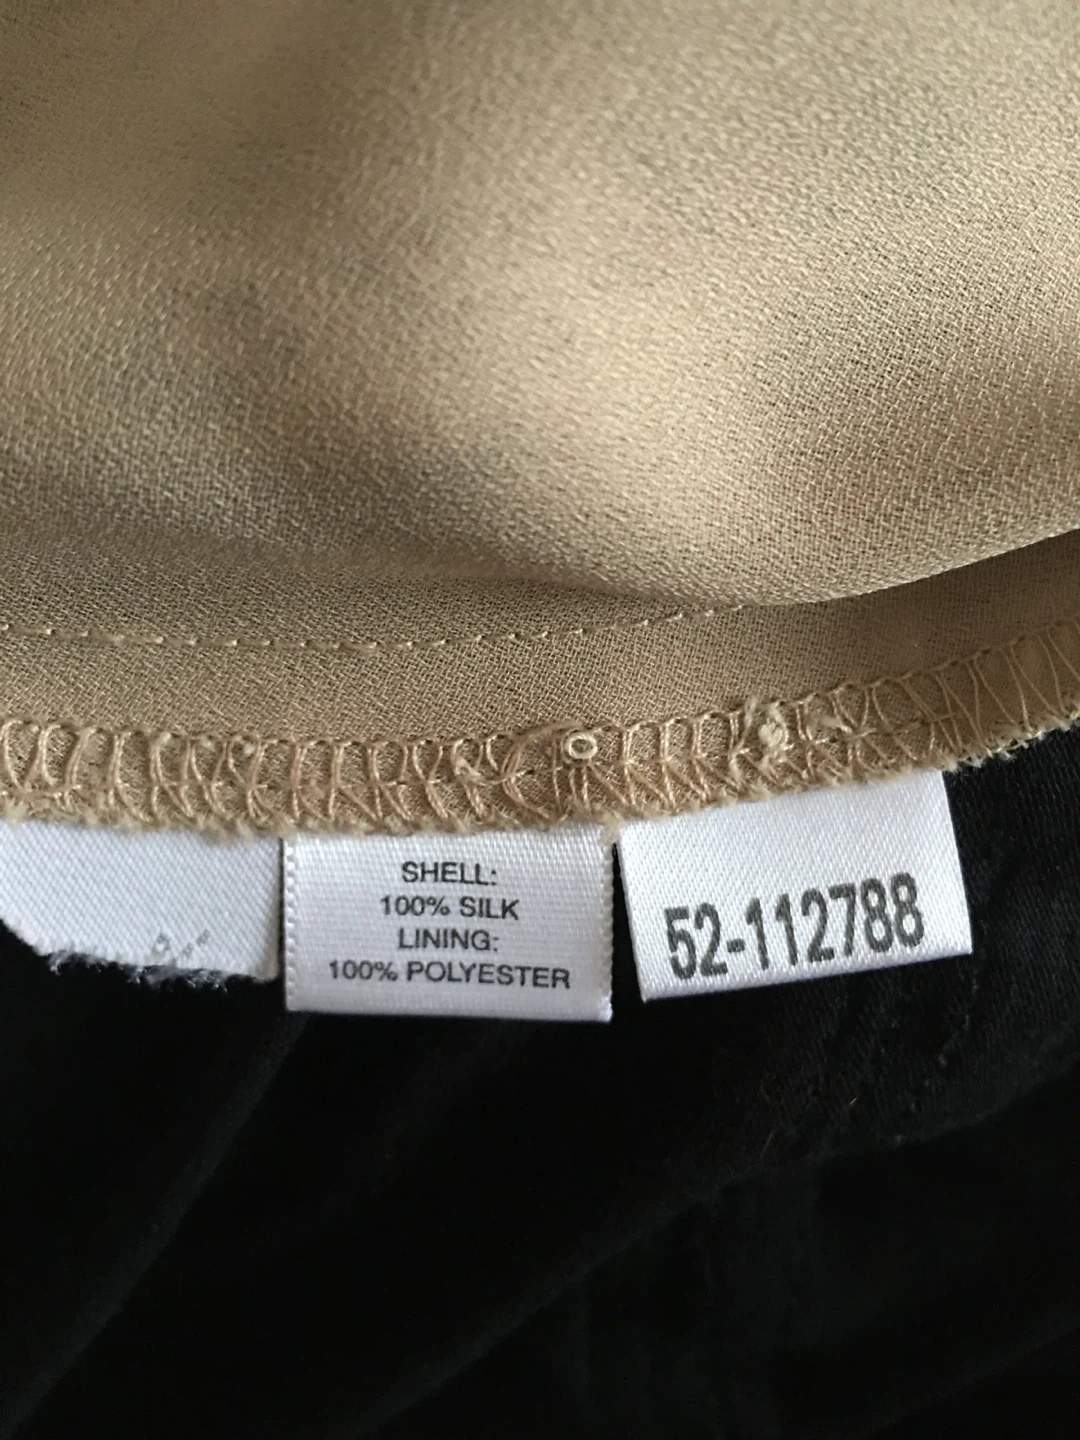 SHELL:
100% SILK
LINING:
100% POLYESTER
52-112788